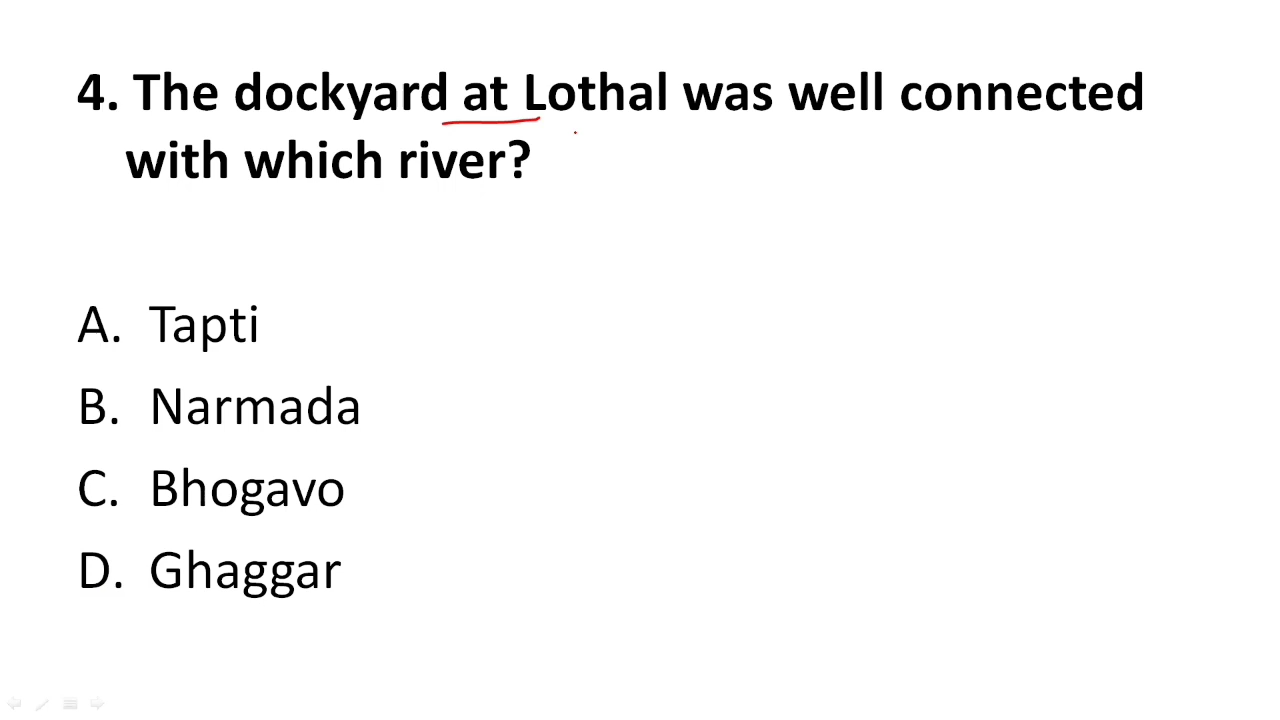 4. The dockyard at Lothal was well connected
with which river?
A. Tapti
B. Narmada
C. Bhogavo
D. Ghaggar